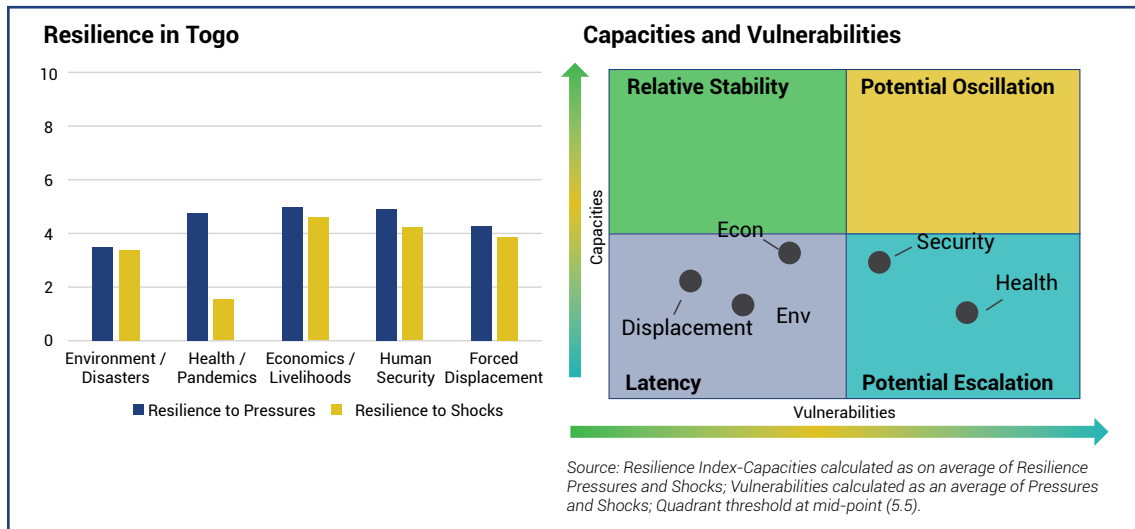 Resilience in Togo
10
8
6
4
2
0
Environment /
Disasters
Health /
Pandemics
Economics /
Livelihoods
Human
Security
Forced
Displacement
Resilience to Pressures
Resilience to Shocks
Capacities and Vulnerabilities
Capacities
Relative Stability
Potential Oscillation
Econ
Security
Displacement
Env
Health
Latency
Potential Escalation
Vulnerabilities
Source: Resilience Index-Capacities calculated as on average of Resilience
Pressures and Shocks; Vulnerabilities calculated as an average of Pressures
and Shocks; Quadrant threshold at mid-point (5.5).